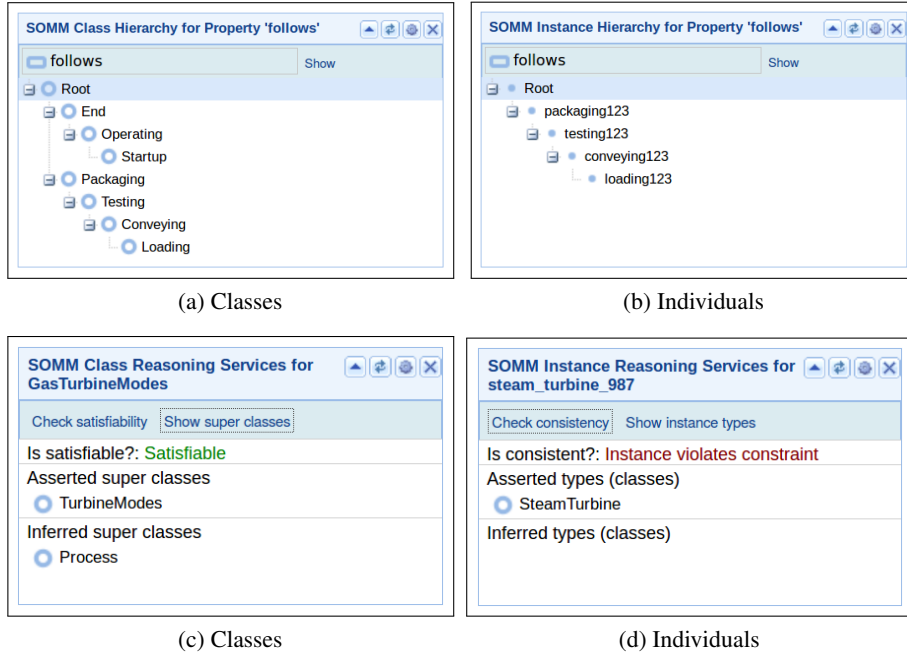 SOMM Class Hierarchy for Property 'follows'
follows
Show
Root
End
Operating
Startup
Packaging
Testing
Conveying
Loading
(a) Classes
SOMM Instance Hierarchy for Property 'follows'
follows
Show
Root
packaging123
testing123
conveying123
loading123
(b) Individuals
SOMM Class Reasoning Services for
GasTurbineModes
Check satisfiability Show super classes
Is satisfiable?: Satisfiable
Asserted super classes
TurbineModes
Inferred super classes
Process
(c) Classes
SOMM Instance Reasoning Services for
steam_turbine_987
Check consistency Show instance types
Is consistent?: Instance violates constraint
Asserted types (classes)
SteamTurbine
Inferred types (classes)
(d) Individuals